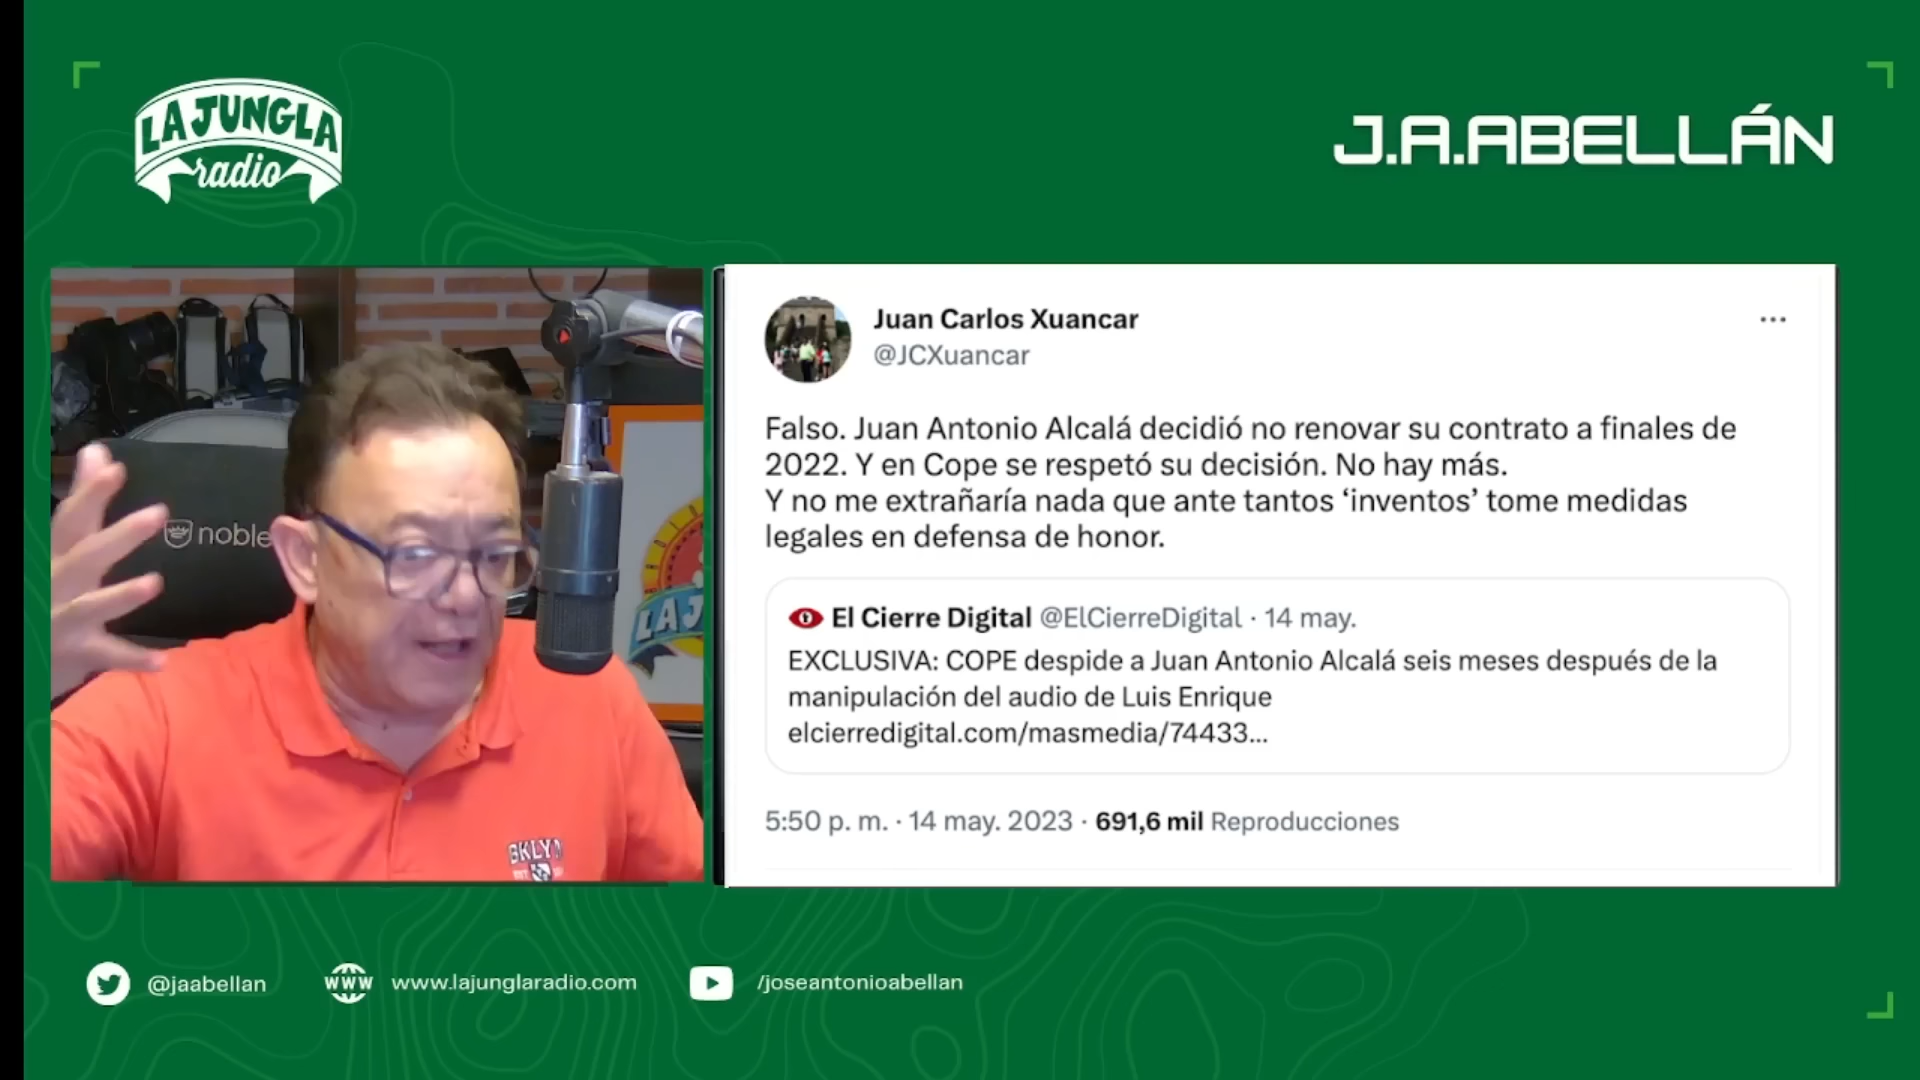 LA JUNGLA
radio
J.A.ABELLÁN
noble
LA J
BKLYN
Juan Carlos Xuancar
@JCXuancar
Falso. Juan Antonio Alcalá decidió no renovar su contrato a finales de
2022. Y en Cope se respetó su decisión. No hay más.
Y no me extrañaría nada que ante tantos ‘inventos’ tome medidas
legales en defensa de honor.
El Cierre Digital @ElCierreDigital · 14 may.
EXCLUSIVA: COPE despide a Juan Antonio Alcalá seis meses después de la
manipulación del audio de Luis Enrique
elcierredigital.com/masmedia/74433...
5:50 p. m. · 14 may. 2023 · 691,6 mil Reproducciones
@jaabellan
www www.lajunglaradio.com
/joseantonioabellan